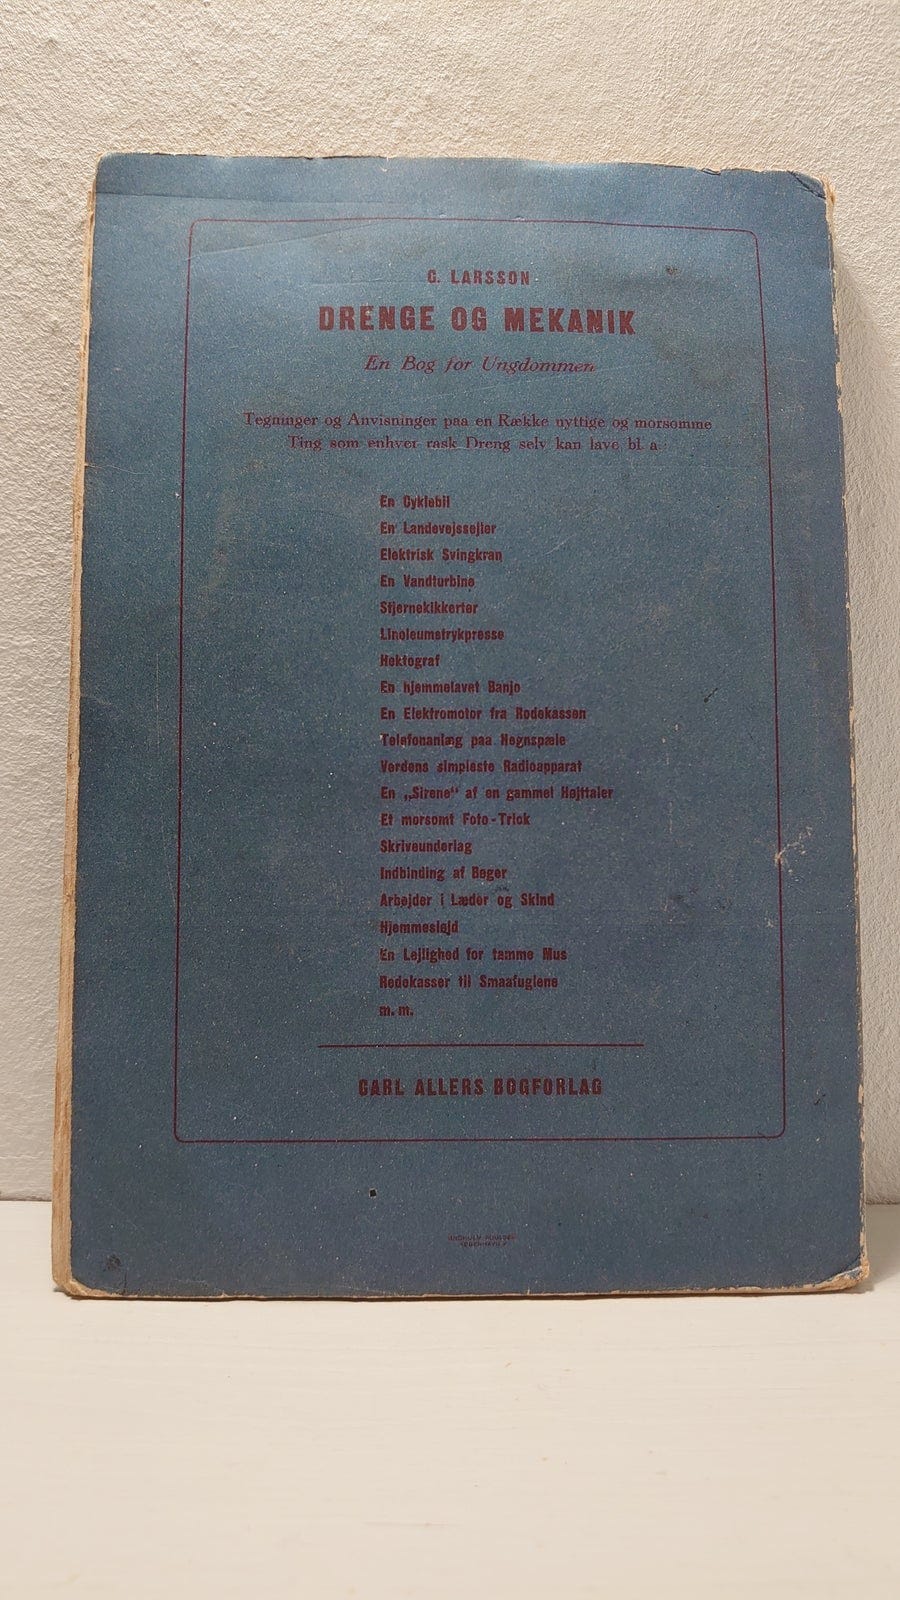 G. LARSSON
DRENGE OG MEKANIK
En Bog for Ungdommen
Tegninger og Anvisninger paa en Række nyttige og morsomme
Ting som enhver rask Dreng selv kan lave bl. a.:
En Cyklebil
En Landevejssejler
Elektrisk Svingkran
En Vandturbine
Stjernekikkerter
Linoleumstrykpresse
Hektograf
En hjemmelavet Banjo
En Elektromotor fra Rodekassen
Telefonanlæg paa Hegnspæle
Verdens simpleste Radioapparat
En „Sirene“ af en gammel Højttaler
Et morsomt Foto-Trick
Skriveunderlag
Indbinding af Bøger
Arbejder i Læder og Skind
Hjemmesløjd
En Lejlighed for tamme Mus
Redekasser til Smaafuglene
m. m.
CARL ALLERS BOGFORLAG